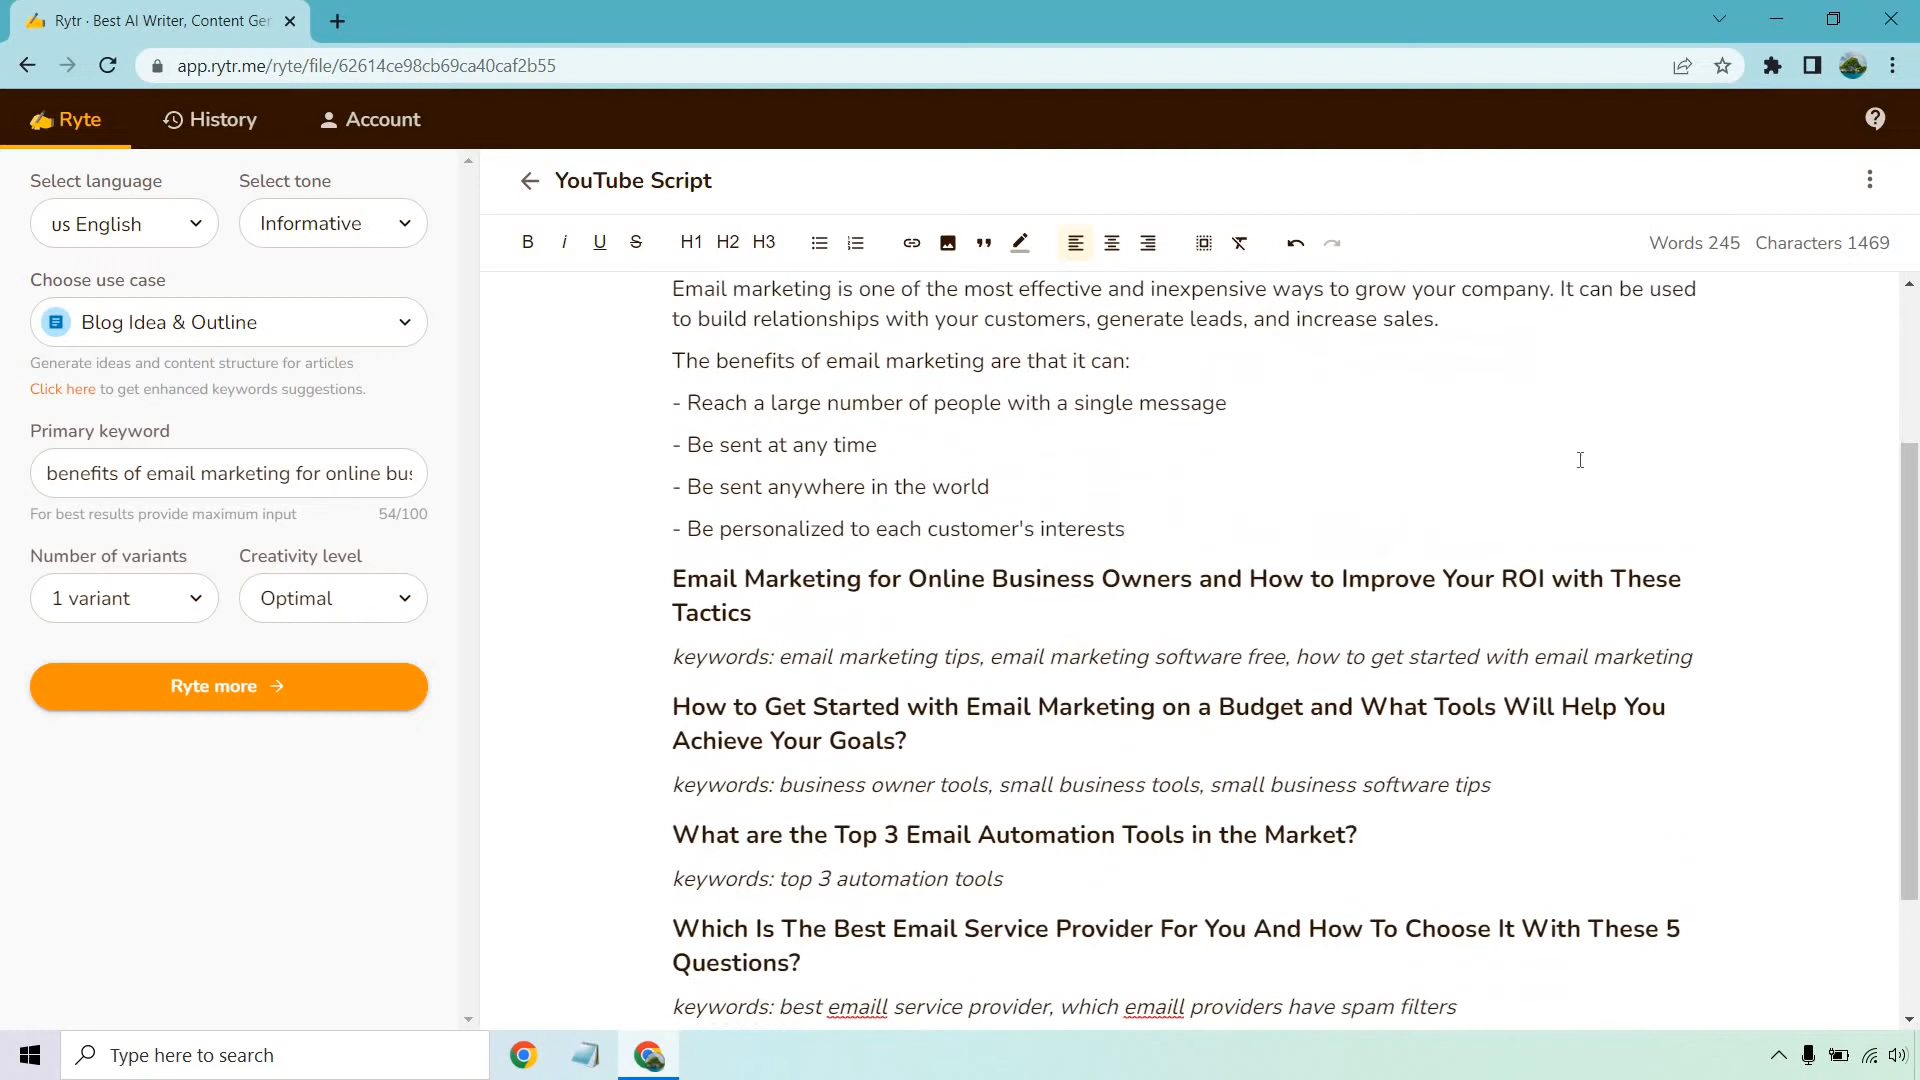 Rytr · Best AI Writer, Content Ger
app.rytr.me/ryte/file/62614ce98cb69ca40caf2b55
Ryte
History
Account
Select language
Select tone
us English
Informative
Choose use case
Blog Idea & Outline
Generate ideas and content structure for articles
Click here to get enhanced keywords suggestions.
Primary keyword
benefits of email marketing for online bus
For best results provide maximum input
54/100
Number of variants
Creativity level
1 variant
Optimal
Ryte more →
YouTube Script
B i U S H1 H2 H3
Words 245 Characters 1469
Email marketing is one of the most effective and inexpensive ways to grow your company. It can be used
to build relationships with your customers, generate leads, and increase sales.
The benefits of email marketing are that it can:
- Reach a large number of people with a single message
- Be sent at any time
- Be sent anywhere in the world
- Be personalized to each customer's interests
Email Marketing for Online Business Owners and How to Improve Your ROI with These
Tactics
keywords: email marketing tips, email marketing software free, how to get started with email marketing
How to Get Started with Email Marketing on a Budget and What Tools Will Help You
Achieve Your Goals?
keywords: business owner tools, small business tools, small business software tips
What are the Top 3 Email Automation Tools in the Market?
keywords: top 3 automation tools
Which Is The Best Email Service Provider For You And How To Choose It With These 5
Questions?
keywords: best emaill service provider, which emaill providers have spam filters
Type here to search